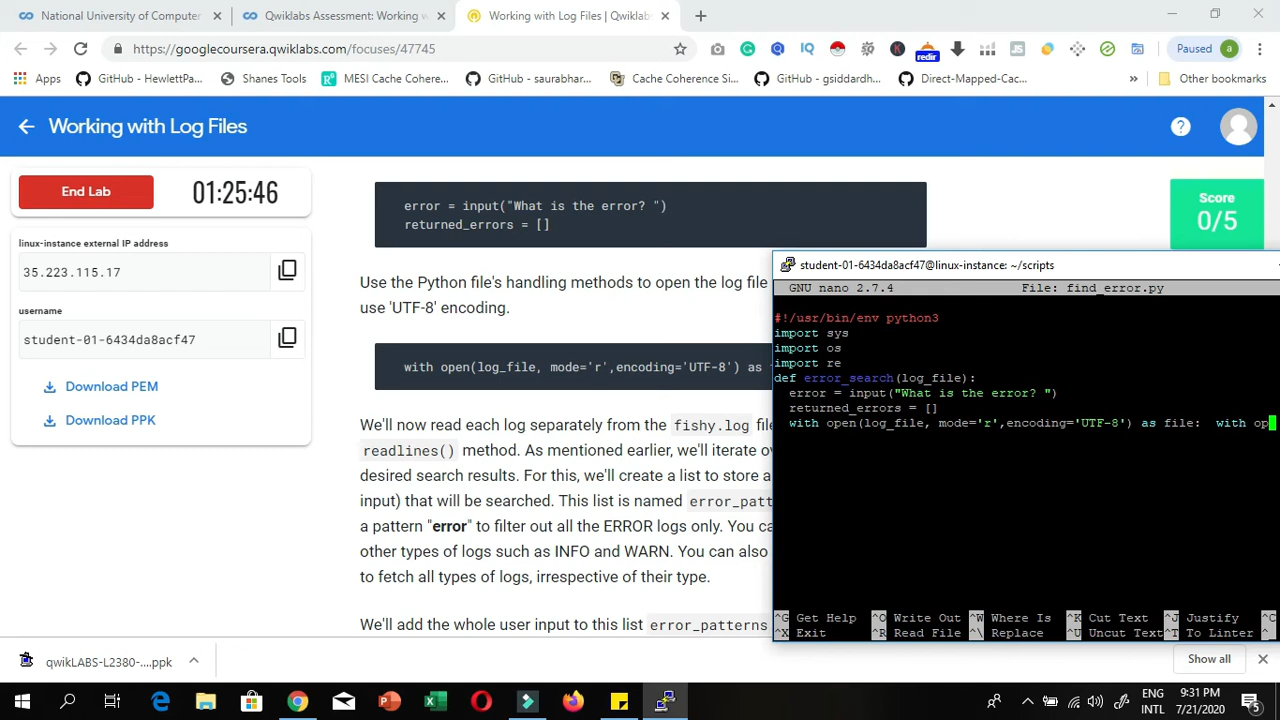 National University of Computer
Qwiklabs Assessment: Working w
Working with Log Files | Qwiklabs
https://googlecoursera.qwiklabs.com/focuses/47745
Paused
Apps
GitHub - HewlettPa...
Shanes Tools
MESI Cache Cohere...
GitHub - saurabhar...
Cache Coherence Si...
GitHub - gsiddardh...
Direct-Mapped-Cac...
Other bookmarks
Working with Log Files
End Lab
01:25:46
linux-instance external IP address
35.223.115.17
username
student-01-6434da8acf47
Download PEM
Download PPK
error = input("What is the error? ")
returned_errors = []
Score
0/5
Use the Python file's handling methods to open the log file
use 'UTF-8' encoding.
with open(log_file, mode='r',encoding='UTF-8') as
We'll now read each log separately from the fishy.log file
readlines() method. As mentioned earlier, we'll iterate ov
desired search results. For this, we'll create a list to store a
input) that will be searched. This list is named error_patt
a pattern "error" to filter out all the ERROR logs only. You ca
other types of logs such as INFO and WARN. You can also
to fetch all types of logs, irrespective of their type.
We'll add the whole user input to this list error_patterns
student-01-6434da8acf47@linux-instance: ~/scripts
GNU nano 2.7.4 File: find_error.py
#!/usr/bin/env python3
import sys
import os
import re
def error_search(log_file):
error = input("What is the error? ")
returned_errors = []
with open(log_file, mode='r',encoding='UTF-8') as file: with op
^G Get Help ^O Write Out ^W Where Is ^K Cut Text ^J Justify ^C
^X Exit ^R Read File ^\ Replace ^U Uncut Text ^T To Linter ^
qwikLABS-L2380-....ppk
Show all
ENG
INTL
9:31 PM
7/21/2020
5